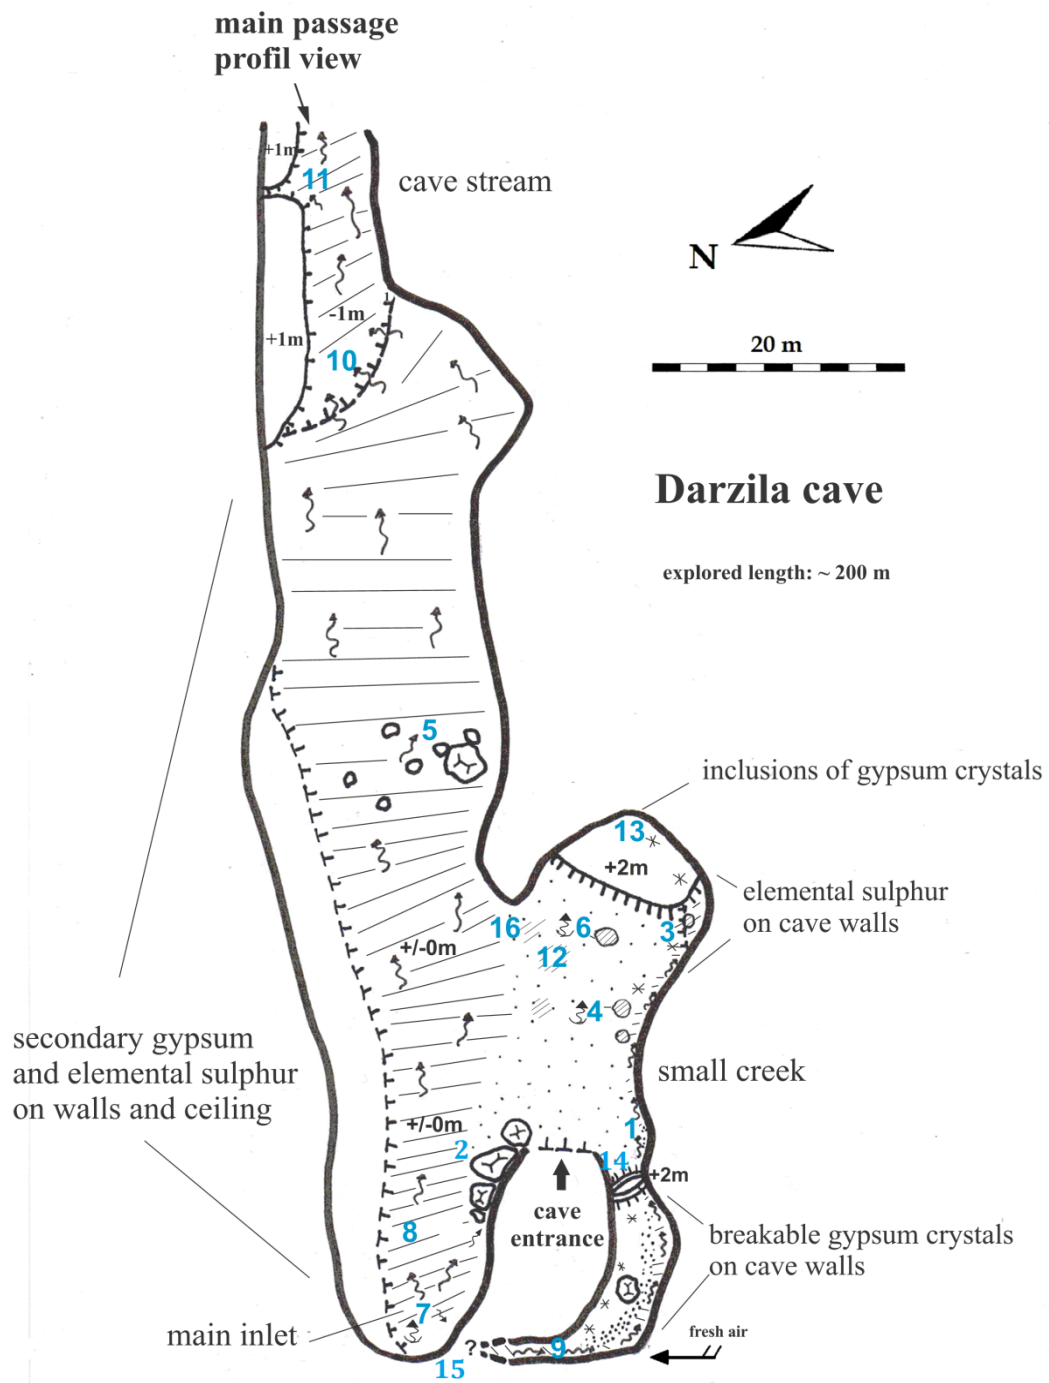 main passage
profil view
+1m
11
cave stream
N
-1m
+1m
10
20 m
Darzila cave
explored length: ~ 200 m
5
inclusions of gypsum crystals
13
+2m
elemental sulphur
on cave walls
16
6
3
12
+/-0m
4
secondary gypsum
and elemental sulphur
on walls and ceiling
small creek
+/-0m
1
2
14
+2m
cave
entrance
8
breakable gypsum crystals
on cave walls
7
main inlet
fresh air
?
9
15